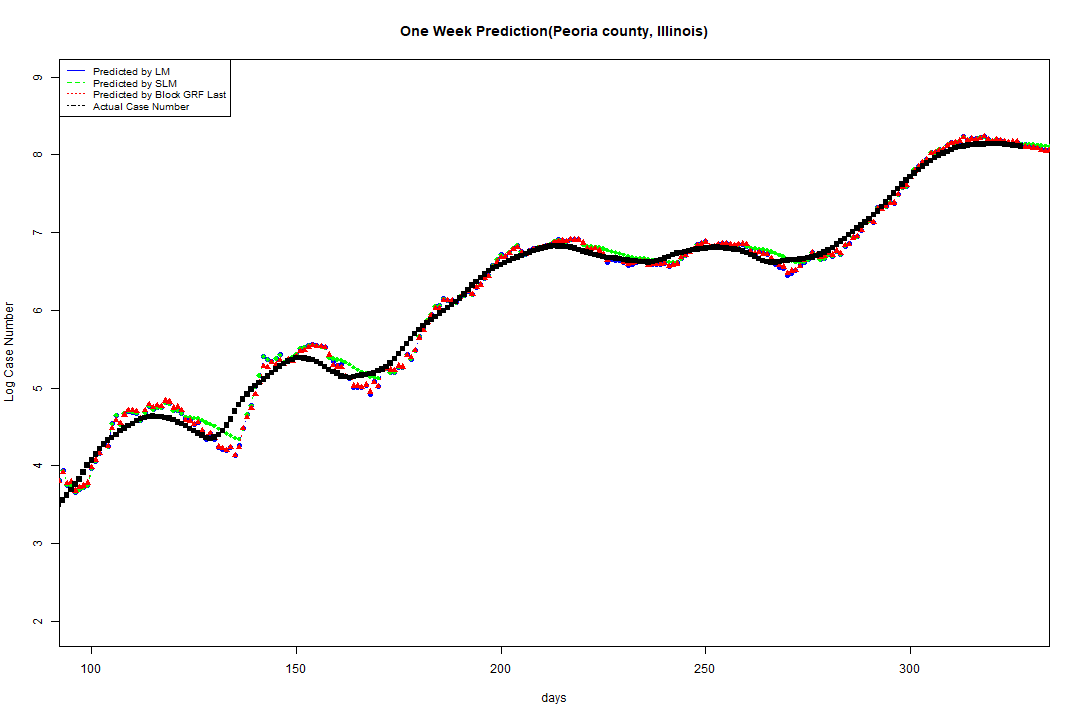 One Week Prediction(Peoria county, Illinois)
Predicted by LM
Predicted by SLM
Predicted by Block GRF Last
Actual Case Number
9
8
7
6
5
4
3
2
Log Case Number
100 150 200 250 300
days